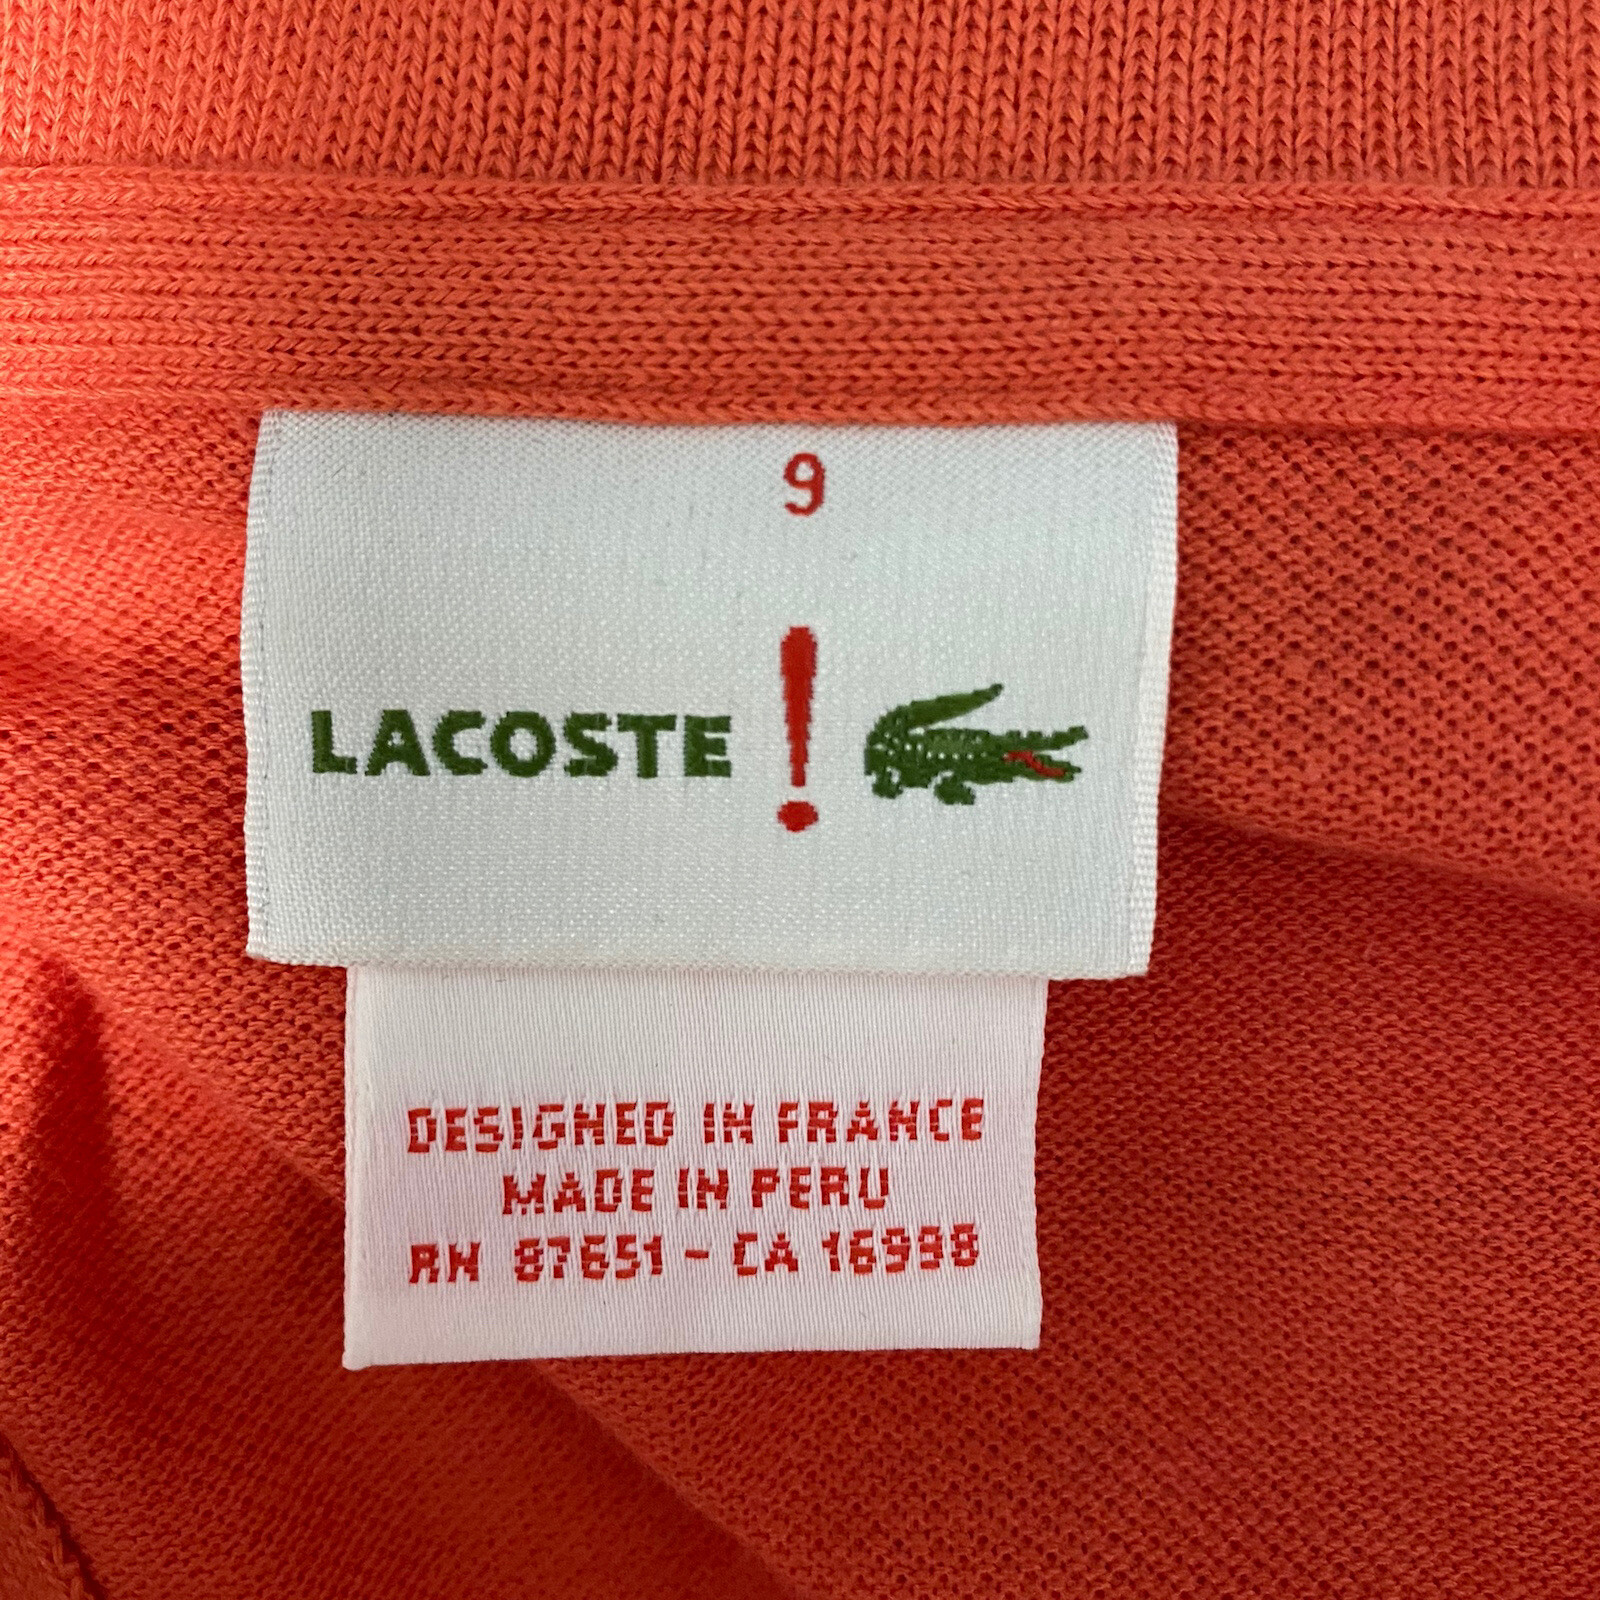 9
LACOSTE !
DESIGNED IN FRANCE
MADE IN PERU
RN 87651 - CA 16998